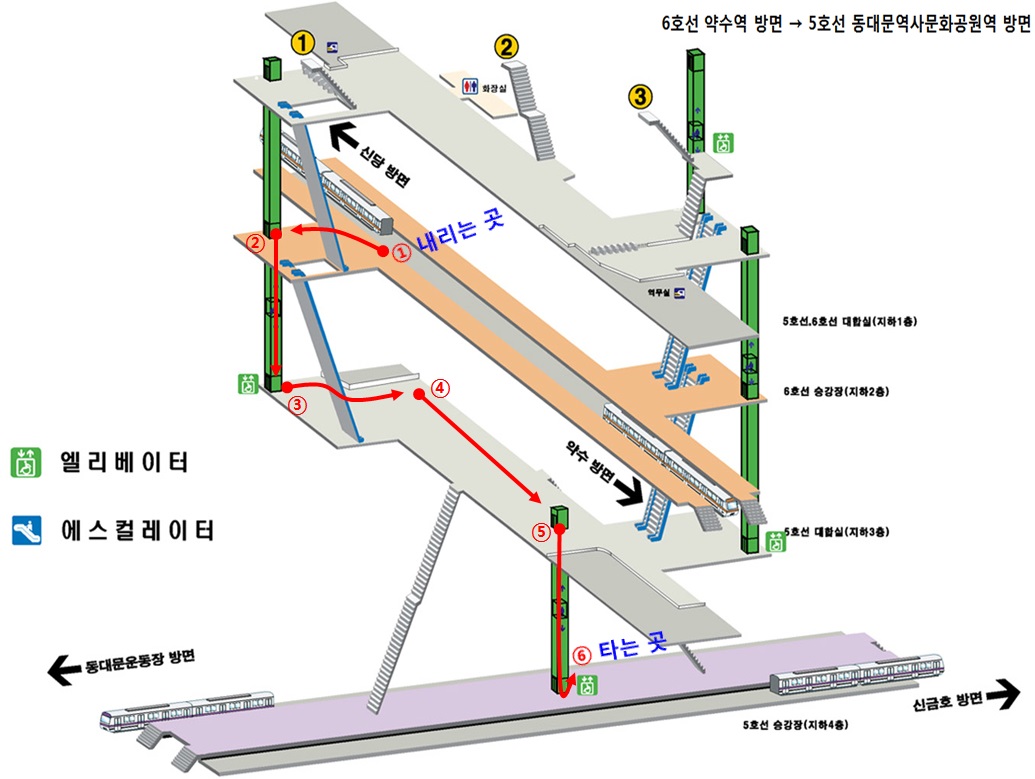 6호선 약수역 방면 → 5호선 동대문역사문화공원역 방면
1
2
3
화장실
신당 방면
② ① 내리는 곳
역무실
5호선.6호선 대합실(지하1층)
6호선 승강장(지하2층)
③
④
약수 방면
엘리베이터
⑤
5호선 대합실(지하3층)
에스컬레이터
⑥ 타는 곳
동대문운동장 방면
신금호 방면
5호선 승강장(지하4층)